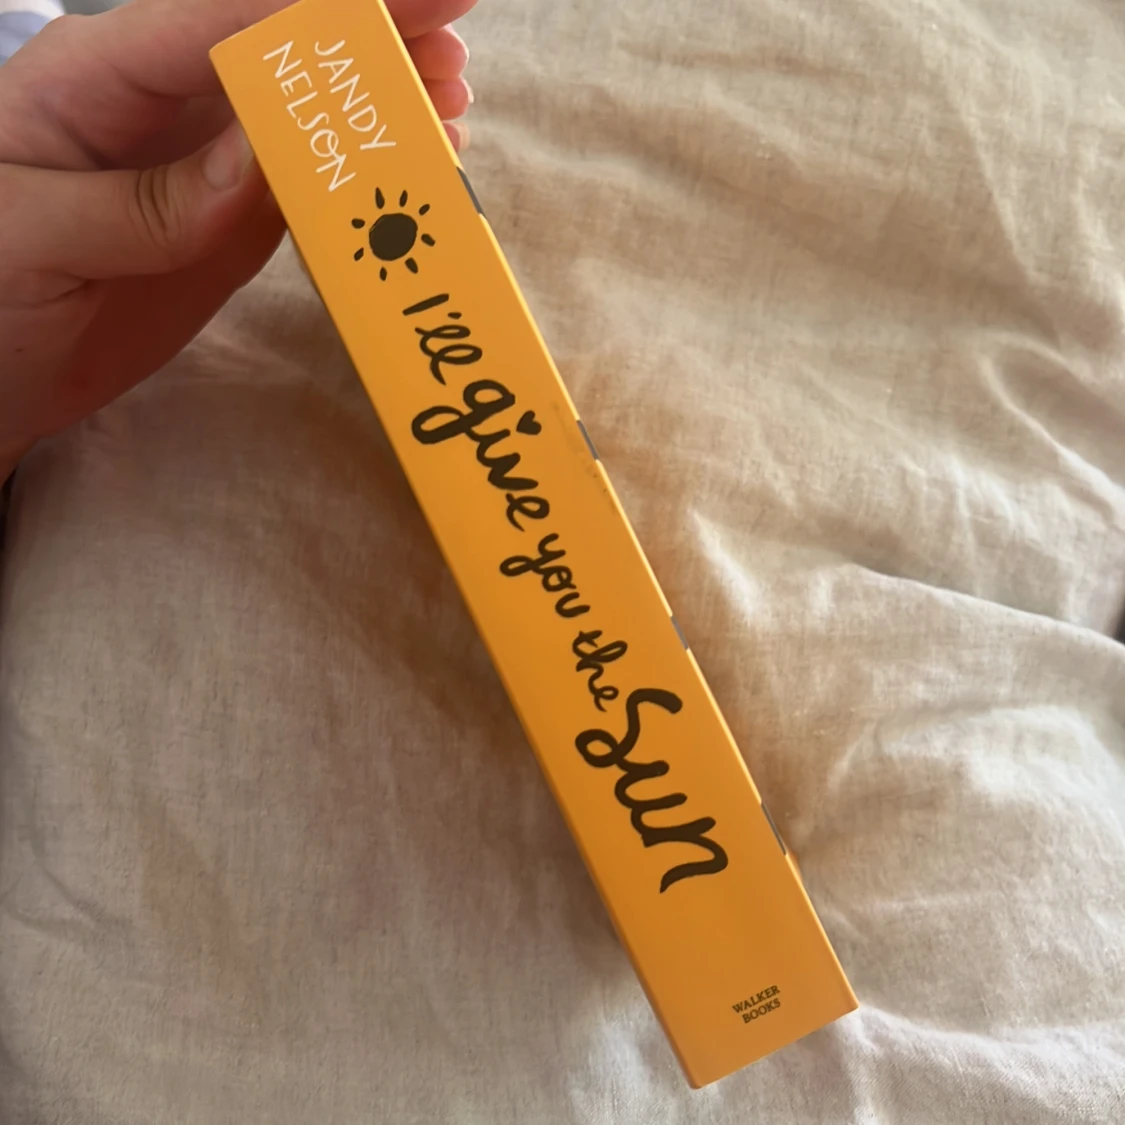 JANDY
NELSON
I'll give you the Sun
WALKER
BOOKS